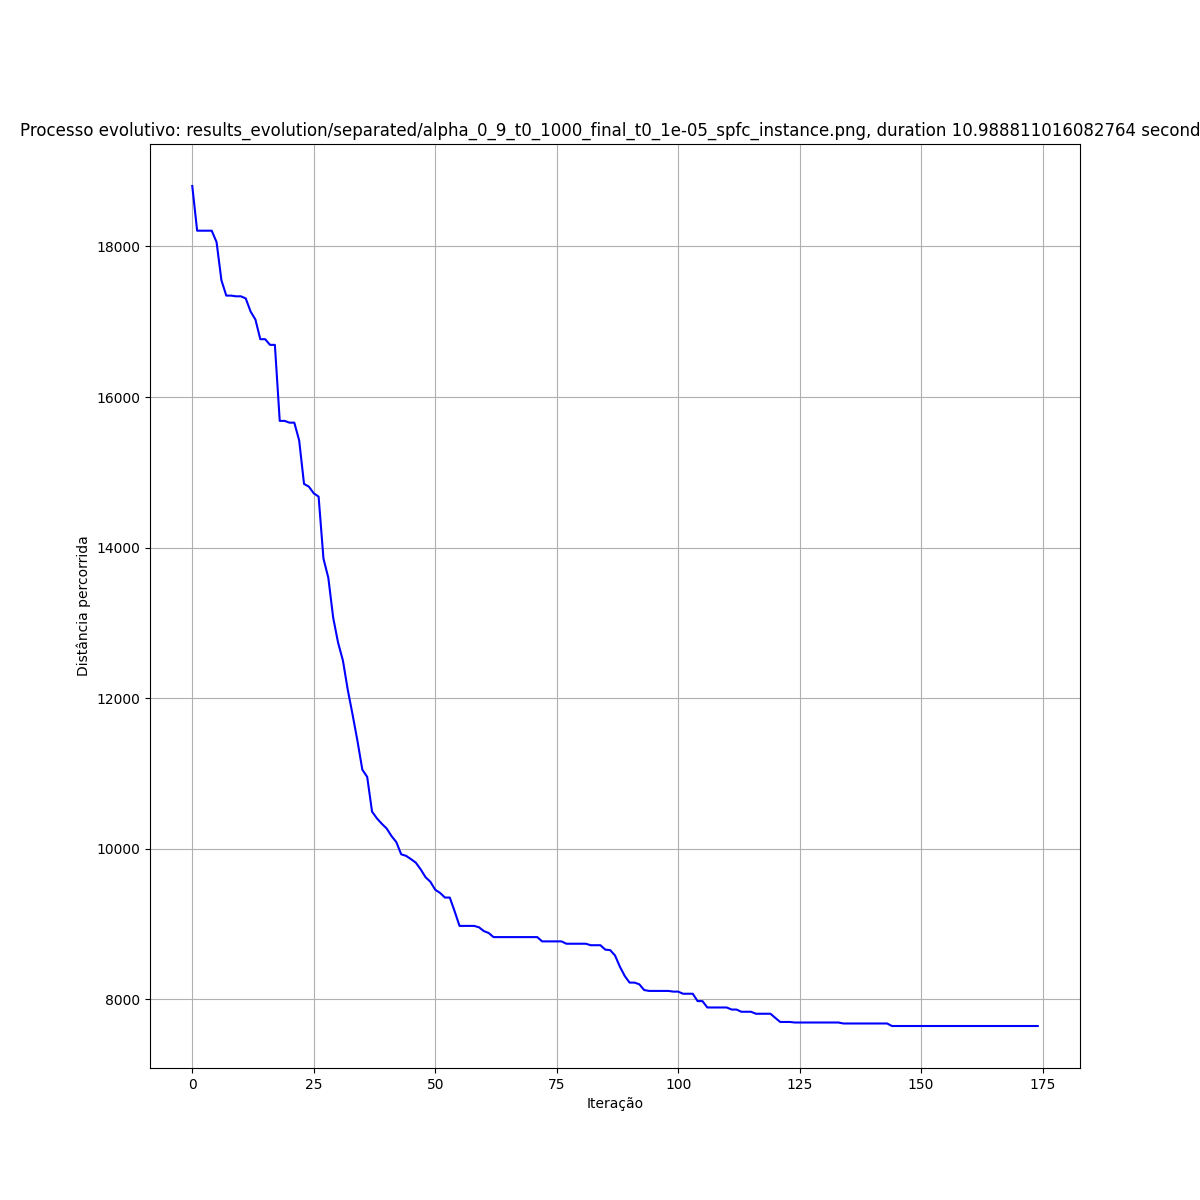 Processo evolutivo: results_evolution/separated/alpha_0_9_t0_1000_final_t0_1e-05_spfc_instance.png, duration 10.988811016082764 second
18000
16000
14000
12000
10000
8000
Distância percorrida
0 25 50 75 100 125 150 175
Iteração